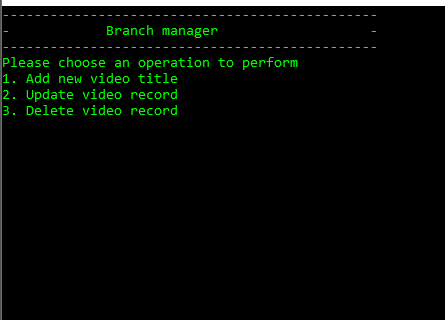 -----------------------------------------------
-            Branch manager                   -
-----------------------------------------------
Please choose an operation to perform
1. Add new video title
2. Update video record
3. Delete video record